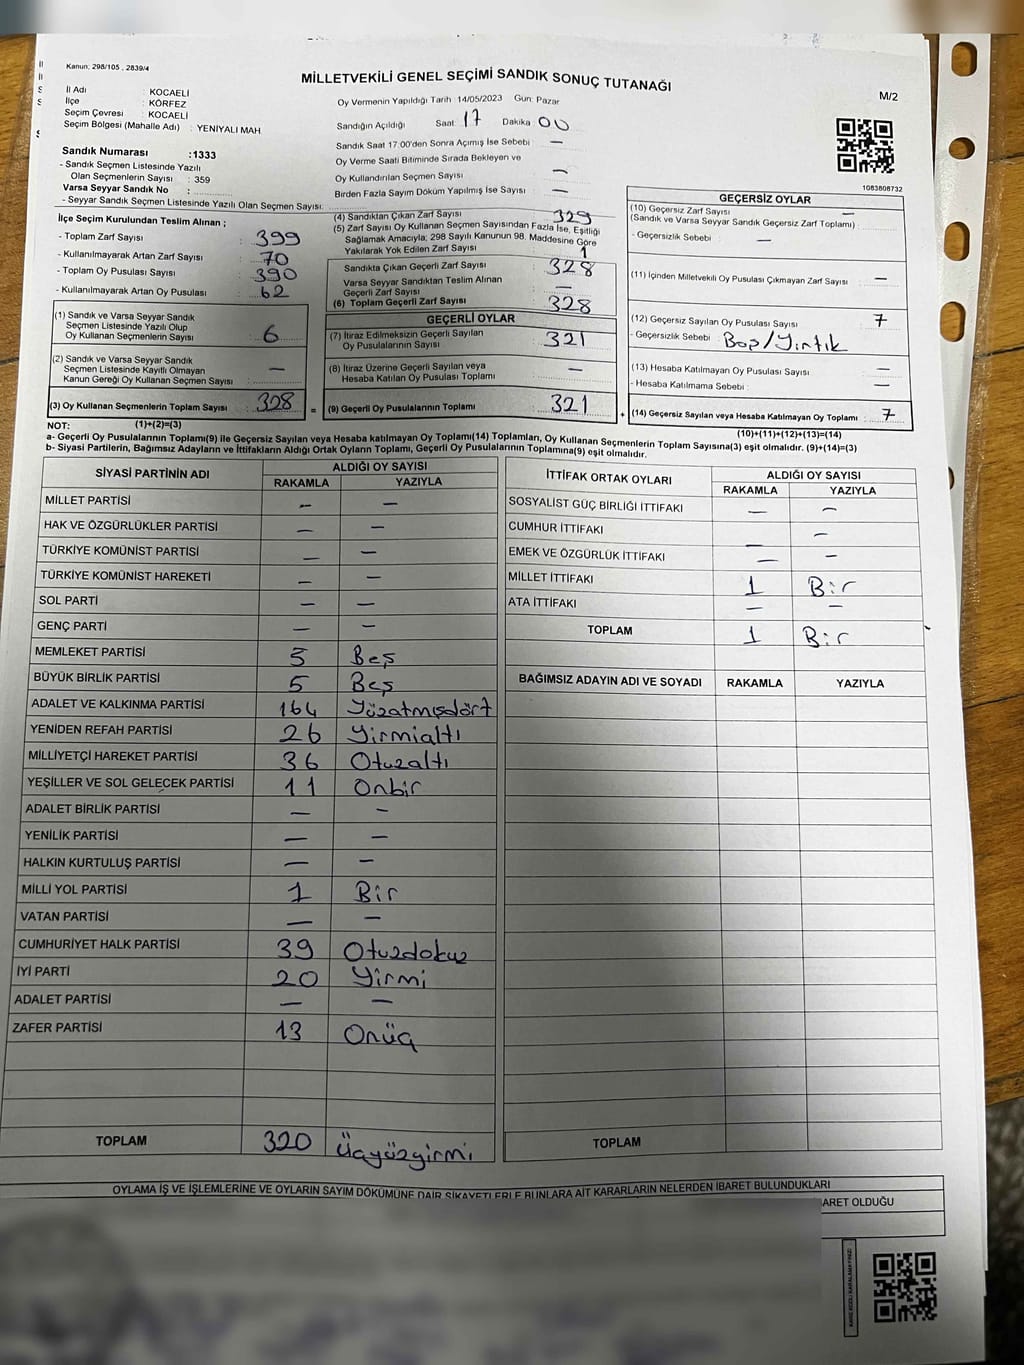 Kanun: 298/105 , 2839/4
MİLLETVEKİLİ GENEL SEÇİMİ SANDIK SONUÇ TUTANAĞI
M/2
İl Adı : KOCAELİ
İlçe : KÖRFEZ
Seçim Çevresi : KOCAELİ
Seçim Bölgesi (Mahalle Adı) : YENİYALI MAH
Oy Vermenin Yapıldığı Tarih 14/05/2023 Gün: Pazar
Sandığın Açıldığı Saat: 17 Dakika 00
Sandık Saat 17:00'den Sonra Açımış İse Sebebi —
Oy Verme Saati Bitiminde Sırada Bekleyen ve
Oy Kullandırılan Seçmen Sayısı —
Birden Fazla Sayım Döküm Yapılmış İse Sayısı —
Sandık Numarası :1333
- Sandık Seçmen Listesinde Yazılı
Olan Seçmenlerin Sayısı : 359
Varsa Seyyar Sandık No :
- Seyyar Sandık Seçmen Listesinde Yazılı Olan Seçmen Sayısı:
1083808732
İlçe Seçim Kurulundan Teslim Alınan ;
- Toplam Zarf Sayısı : 399
- Kullanılmayarak Artan Zarf Sayısı : 70
- Toplam Oy Pusulası Sayısı : 390
- Kullanılmayarak Artan Oy Pusulası : 62
(1) Sandık ve Varsa Seyyar Sandık
Seçmen Listesinde Yazılı Olup
Oy Kullanan Seçmenlerin Sayısı : 6
(2) Sandık ve Varsa Seyyar Sandık
Seçmen Listesinde Kayıtlı Olmayan
Kanun Gereği Oy Kullanan Seçmen Sayısı : —
(3) Oy Kullanan Seçmenlerin Toplam Sayısı : 328
(1)+(2)=(3)
(4) Sandıktan Çıkan Zarf Sayısı : 329
(5) Zarf Sayısı Oy Kullanan Seçmen Sayısından Fazla İse, Eşitliği
Sağlamak Amacıyla; 298 Sayılı Kanunun 98. Maddesine Göre
Yakılarak Yok Edilen Zarf Sayısı 1
Sandıkta Çıkan Geçerli Zarf Sayısı : 328
Varsa Seyyar Sandıktan Teslim Alınan
Geçerli Zarf Sayısı : —
(6) Toplam Geçerli Zarf Sayısı : 328
GEÇERLİ OYLAR
(7) İtiraz Edilmeksizin Geçerli Sayılan
Oy Pusulalarının Sayısı : 321
(8) İtiraz Üzerine Geçerli Sayılan veya
Hesaba Katılan Oy Pusulası Toplamı : —
= (9) Geçerli Oy Pusulalarının Toplamı : 321
GEÇERSİZ OYLAR
(10) Geçersiz Zarf Sayısı —
(Sandık ve Varsa Seyyar Sandık Geçersiz Zarf Toplamı) :
- Geçersizlik Sebebi : —
(11) İçinden Milletvekili Oy Pusulası Çıkmayan Zarf Sayısı : —
(12) Geçersiz Sayılan Oy Pusulası Sayısı : 7
- Geçersizlik Sebebi : Boş/Yırtık
(13) Hesaba Katılmayan Oy Pusulası Sayısı : —
- Hesaba Katılmama Sebebi : —
+ (14) Geçersiz Sayılan veya Hesaba Katılmayan Oy Toplamı : 7
(10)+(11)+(12)+(13)=(14)
NOT:
a- Geçerli Oy Pusulalarının Toplamı(9) ile Geçersiz Sayılan veya Hesaba katılmayan Oy Toplamı(14) Toplamları, Oy Kullanan Seçmenlerin Toplam Sayısına(3) eşit olmalıdır. (9)+(14)=(3)
b- Siyasi Partilerin, Bağımsız Adayların ve İttifakların Aldığı Ortak Oyların Toplamı, Geçerli Oy Pusulalarının Toplamına(9) eşit olmalıdır.
SİYASİ PARTİNİN ADI ALDIĞI OY SAYISI
RAKAMLA YAZIYLA
MİLLET PARTİSİ — —
HAK VE ÖZGÜRLÜKLER PARTİSİ — —
TÜRKİYE KOMÜNİST PARTİSİ — —
TÜRKİYE KOMÜNİST HAREKETİ — —
SOL PARTİ — —
GENÇ PARTİ — —
MEMLEKET PARTİSİ 5 Beş
BÜYÜK BİRLİK PARTİSİ 5 Beş
ADALET VE KALKINMA PARTİSİ 164 Yüzatmışdört
YENİDEN REFAH PARTİSİ 26 Yirmialtı
MİLLİYETÇİ HAREKET PARTİSİ 36 Otuzaltı
YEŞİLLER VE SOL GELECEK PARTİSİ 11 Onbir
ADALET BİRLİK PARTİSİ — —
YENİLİK PARTİSİ — —
HALKIN KURTULUŞ PARTİSİ — —
MİLLİ YOL PARTİSİ 1 Bir
VATAN PARTİSİ — —
CUMHURİYET HALK PARTİSİ 39 Otuzdokuz
İYİ PARTİ 20 Yirmi
ADALET PARTİSİ — —
ZAFER PARTİSİ 13 Onüç
TOPLAM 320 Üçyüzyirmi
İTTİFAK ORTAK OYLARI ALDIĞI OY SAYISI
RAKAMLA YAZIYLA
SOSYALİST GÜÇ BİRLİĞİ İTTİFAKI — —
CUMHUR İTTİFAKI — —
EMEK VE ÖZGÜRLÜK İTTİFAKI — —
MİLLET İTTİFAKI 1 Bir
ATA İTTİFAKI — —
TOPLAM 1 Bir
BAĞIMSIZ ADAYIN ADI VE SOYADI RAKAMLA YAZIYLA
TOPLAM
OYLAMA İŞ VE İŞLEMLERİNE VE OYLARIN SAYIM DÖKÜMÜNE DAİR ŞİKAYETLERLE BUNLARA AİT KARARLARIN NELERDEN İBARET BULUNDUKLARI
ARET OLDUĞU